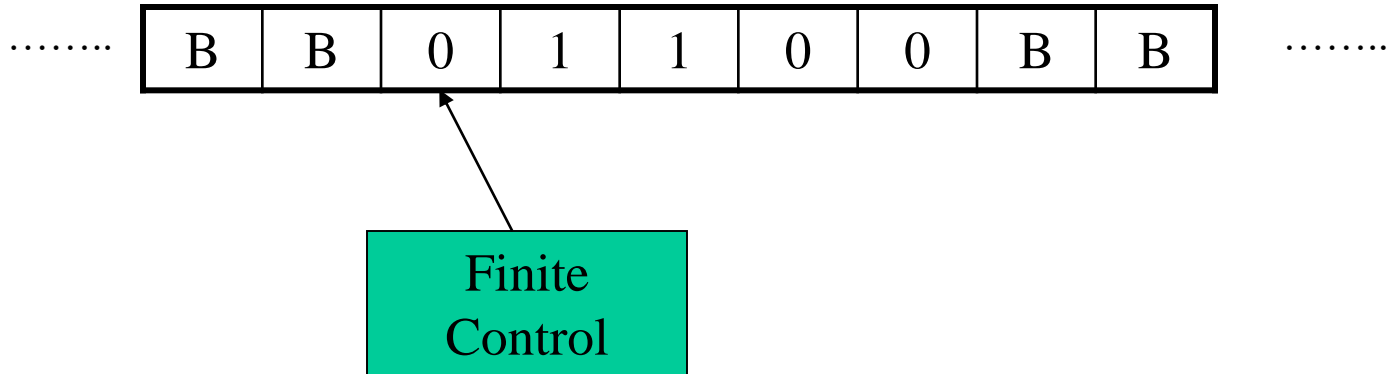 …….. B B 0 1 1 0 0 B B ……..
Finite
Control